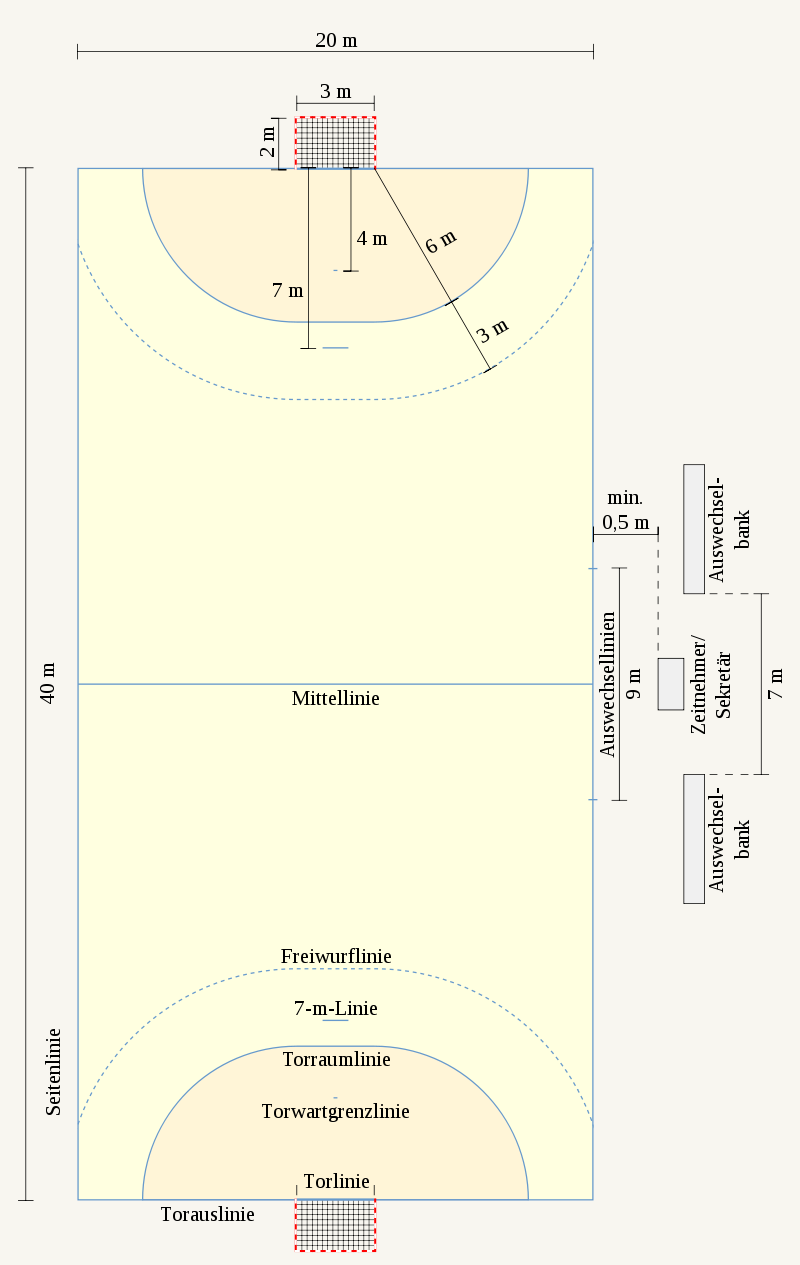 20 m
3 m
2 m
4 m
6 m
7 m
3 m
min.
0,5 m
Auswechsel-
bank
Auswechsellinien
9 m
Zeitnehmer/
Sekretär
7 m
40 m
Mittellinie
Auswechsel-
bank
Freiwurflinie
7-m-Linie
Seitenlinie
Torraumlinie
Torwartgrenzlinie
Torlinie
Torauslinie